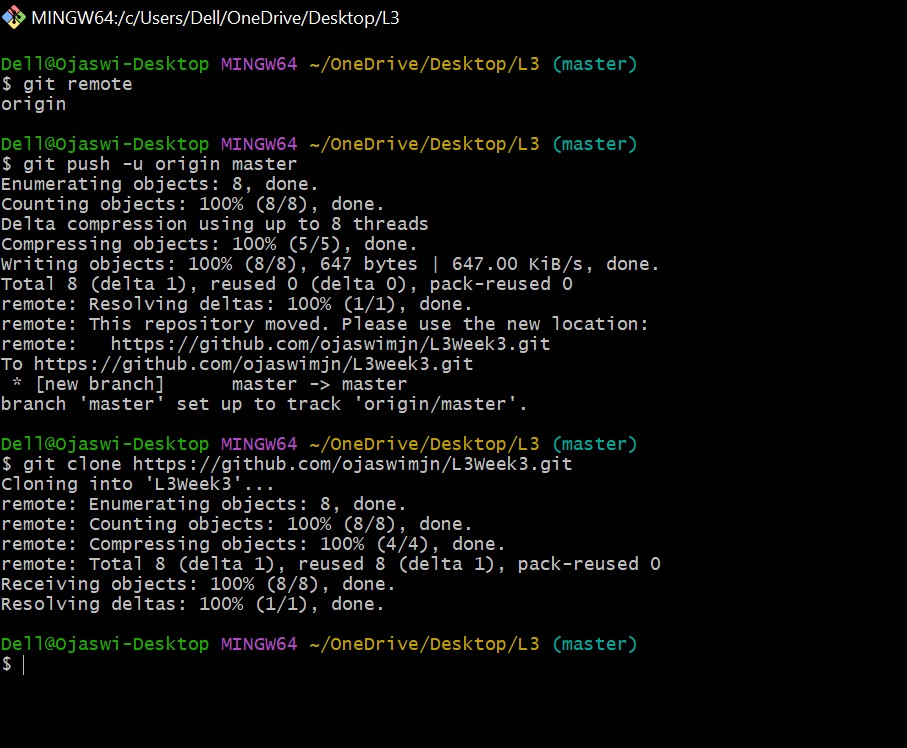 MINGW64:/c/Users/Dell/OneDrive/Desktop/L3
Dell@Ojaswi-Desktop MINGW64 ~/OneDrive/Desktop/L3 (master)
$ git remote
origin
Dell@Ojaswi-Desktop MINGW64 ~/OneDrive/Desktop/L3 (master)
$ git push -u origin master
Enumerating objects: 8, done.
Counting objects: 100% (8/8), done.
Delta compression using up to 8 threads
Compressing objects: 100% (5/5), done.
Writing objects: 100% (8/8), 647 bytes | 647.00 KiB/s, done.
Total 8 (delta 1), reused 0 (delta 0), pack-reused 0
remote: Resolving deltas: 100% (1/1), done.
remote: This repository moved. Please use the new location:
remote:   https://github.com/ojaswimjn/L3Week3.git
To https://github.com/ojaswimjn/L3week3.git
 * [new branch]      master -> master
branch 'master' set up to track 'origin/master'.
Dell@Ojaswi-Desktop MINGW64 ~/OneDrive/Desktop/L3 (master)
$ git clone https://github.com/ojaswimjn/L3Week3.git
Cloning into 'L3Week3'...
remote: Enumerating objects: 8, done.
remote: Counting objects: 100% (8/8), done.
remote: Compressing objects: 100% (4/4), done.
remote: Total 8 (delta 1), reused 8 (delta 1), pack-reused 0
Receiving objects: 100% (8/8), done.
Resolving deltas: 100% (1/1), done.
Dell@Ojaswi-Desktop MINGW64 ~/OneDrive/Desktop/L3 (master)
$